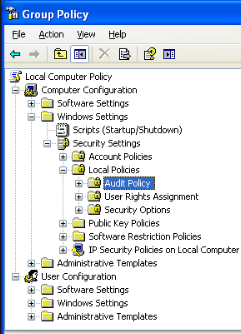 Group Policy
File Action View Help
Local Computer Policy
Computer Configuration
Software Settings
Windows Settings
Scripts (Startup/Shutdown)
Security Settings
Account Policies
Local Policies
Audit Policy
User Rights Assignment
Security Options
Public Key Policies
Software Restriction Policies
IP Security Policies on Local Computer
Administrative Templates
User Configuration
Software Settings
Windows Settings
Administrative Templates